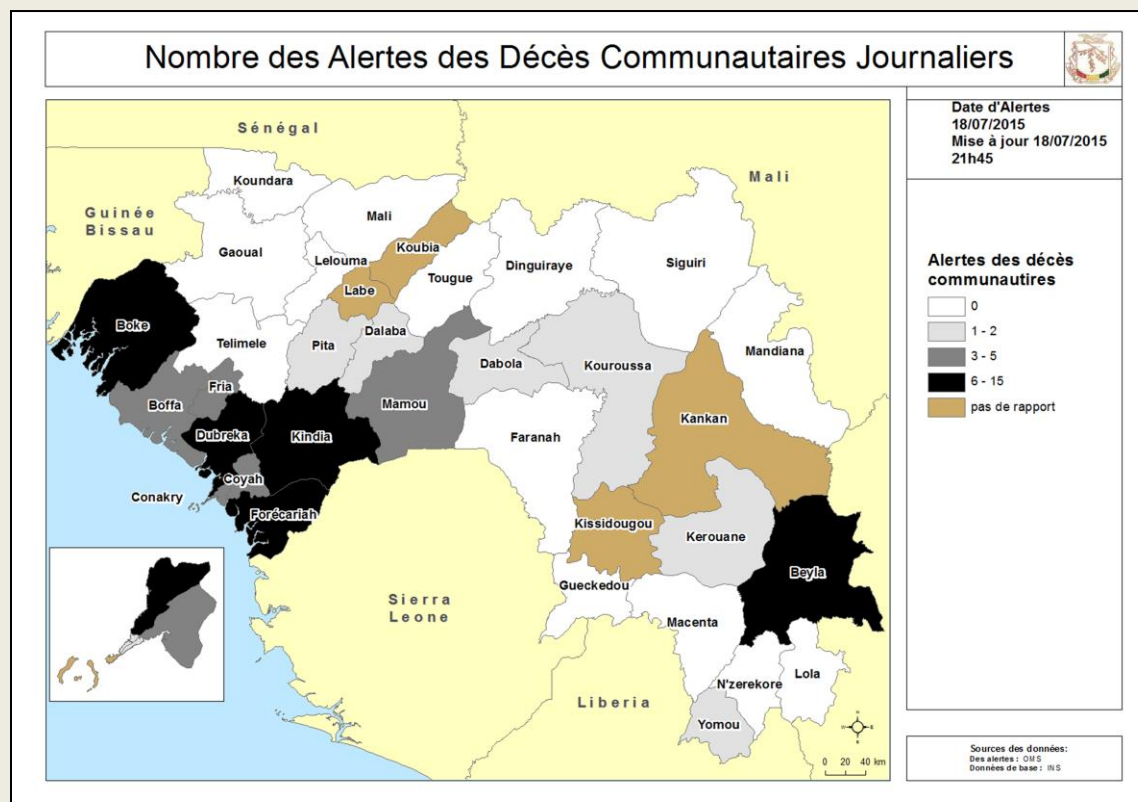 Nombre des Alertes des Décès Communautaires Journaliers
Date d'Alertes
18/07/2015
Mise à jour 18/07/2015
21h45
Sénégal
Mali
Guinée
Bissau
Koundara
Mali
Gaoual
Lelouma
Koubia
Labe
Tougue
Dinguiraye
Siguiri
Boke
Telimele
Pita
Dalaba
Dabola
Kouroussa
Mandiana
Fria
Boffa
Mamou
Kankan
Dubreka
Kindia
Faranah
Coyah
Conakry
Forécariah
Kissidougou
Kerouane
Beyla
Gueckedou
Sierra
Leone
Macenta
Lola
N'zerekore
Liberia
Yomou
N
W
E
S
0 20 40 km
Alertes des décès
communautires
0
1 - 2
3 - 5
6 - 15
pas de rapport
Sources des données:
Des alertes : OMS
Données de base : INS